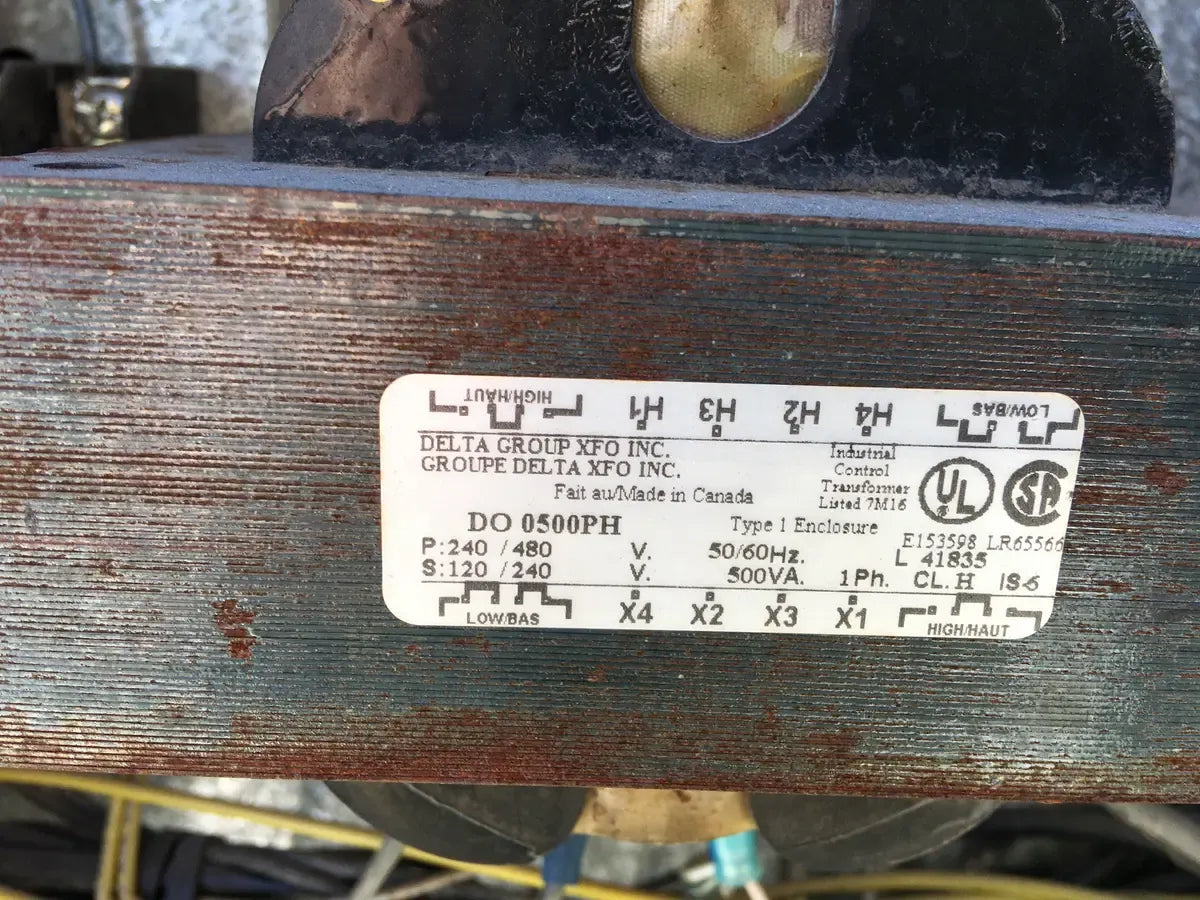 HIGH/HAUT H1 H3 H2 H4 LOW/BAS
DELTA GROUP XFO INC.
GROUPE DELTA XFO INC.
Fait au/Made in Canada
Industrial
Control
Transformer
Listed 7M16
UL
SA
DO 0500PH Type 1 Enclosure E153598 LR65566
P:240 / 480 V. 50/60Hz. L 41835
S:120 / 240 V. 500VA. 1Ph. CL. H IS-6
LOW/BAS X4 X2 X3 X1 HIGH/HAUT